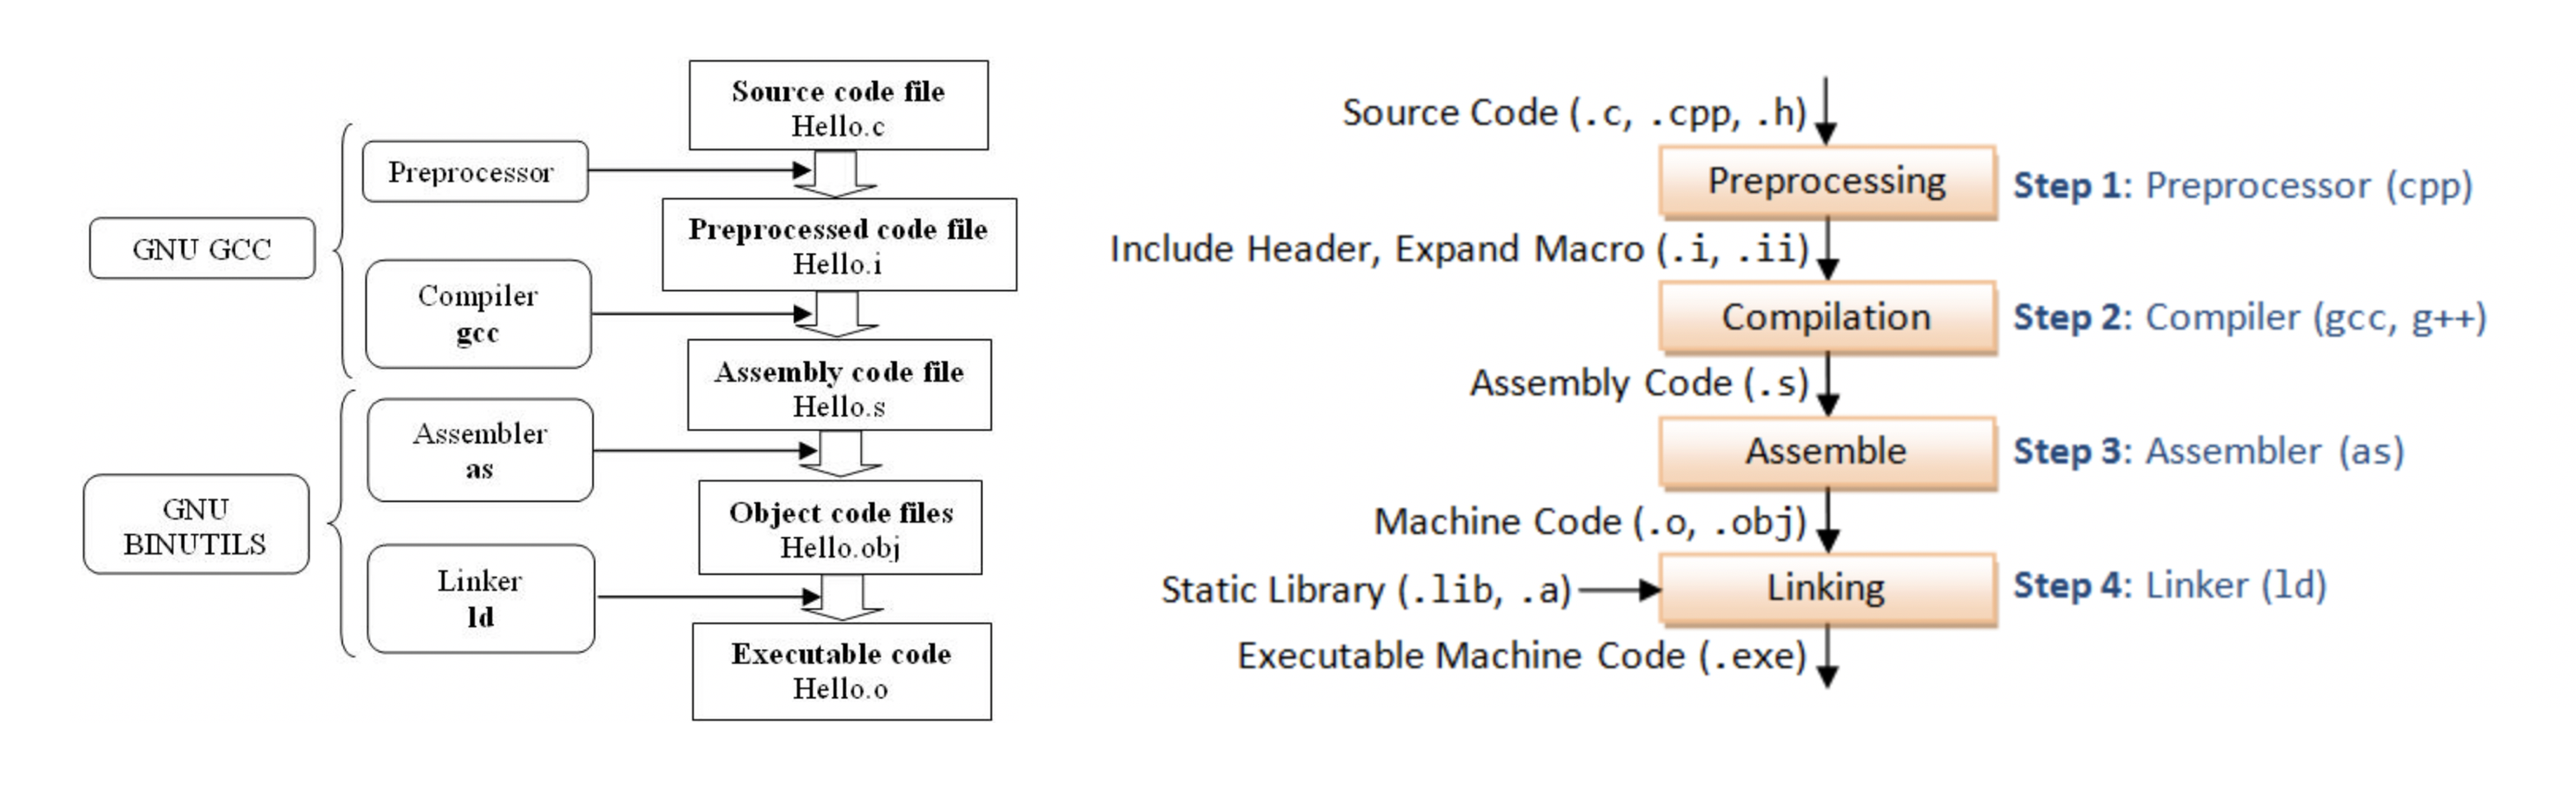 Source code file
Hello.c
Preprocessor
Preprocessed code file
Hello.i
GNU GCC
Compiler
gcc
Assembly code file
Hello.s
Assembler
as
Object code files
Hello.obj
GNU
BINUTILS
Linker
ld
Executable code
Hello.o
Source Code (.c, .cpp, .h)
Preprocessing
Step 1: Preprocessor (cpp)
Include Header, Expand Macro (.i, .ii)
Compilation
Step 2: Compiler (gcc, g++)
Assembly Code (.s)
Assemble
Step 3: Assembler (as)
Machine Code (.o, .obj)
Static Library (.lib, .a)
Linking
Step 4: Linker (ld)
Executable Machine Code (.exe)